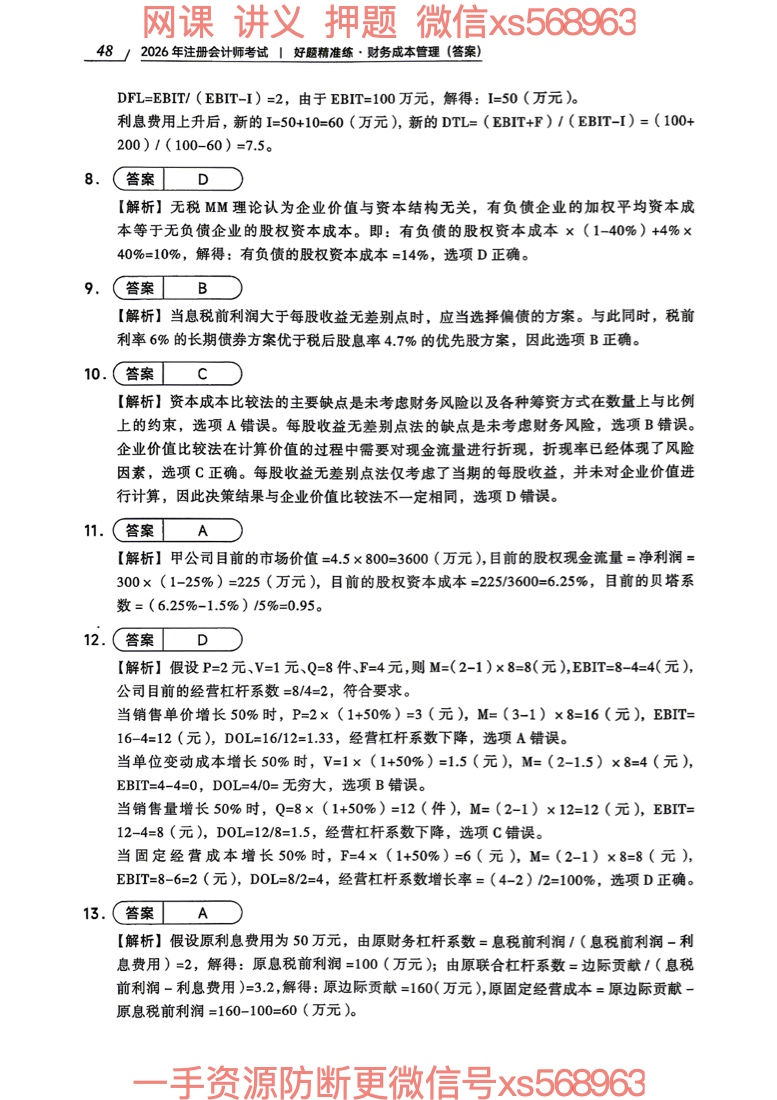 网课 讲义 押题 微信xs568963
48 / 2026年注册会计师考试 | 好题精准练·财务成本管理（答案）
DFL=EBIT/（EBIT-I）=2，由于 EBIT=100 万元，解得：I=50（万元）。
利息费用上升后，新的 I=50+10=60（万元），新的 DTL=（EBIT+F）/（EBIT-I）=（100+
200）/（100-60）=7.5。
8. 答案 D
【解析】无税 MM 理论认为企业价值与资本结构无关，有负债企业的加权平均资本成
本等于无负债企业的股权资本成本。即：有负债的股权资本成本 ×（1-40%）+4%×
40%=10%，解得：有负债的股权资本成本 =14%，选项 D 正确。
9. 答案 B
【解析】当息税前利润大于每股收益无差别点时，应当选择偏债的方案。与此同时，税前
利率 6% 的长期债券方案优于税后股息率 4.7% 的优先股方案，因此选项 B 正确。
10. 答案 C
【解析】资本成本比较法的主要缺点是未考虑财务风险以及各种筹资方式在数量上与比例
上的约束，选项 A 错误。每股收益无差别点法的缺点是未考虑财务风险，选项 B 错误。
企业价值比较法在计算价值的过程中需要对现金流量进行折现，折现率已经体现了风险
因素，选项 C 正确。每股收益无差别点法仅考虑了当期的每股收益，并未对企业价值进
行计算，因此决策结果与企业价值比较法不一定相同，选项 D 错误。
11. 答案 A
【解析】甲公司目前的市场价值 =4.5×800=3600（万元），目前的股权现金流量 = 净利润 =
300×（1-25%）=225（万元），目前的股权资本成本 =225/3600=6.25%，目前的贝塔系
数 =（6.25%-1.5%）/5%=0.95。
12. 答案 D
【解析】假设 P=2 元、V=1 元、Q=8 件、F=4 元，则 M=（2-1）×8=8（元），EBIT=8-4=4（元），
公司目前的经营杠杆系数 =8/4=2，符合要求。
当销售单价增长 50% 时，P=2×（1+50%）=3（元），M=（3-1）×8=16（元），EBIT=
16-4=12（元），DOL=16/12=1.33，经营杠杆系数下降，选项 A 错误。
当单位变动成本增长 50% 时，V=1×（1+50%）=1.5（元），M=（2-1.5）×8=4（元），
EBIT=4-4=0，DOL=4/0= 无穷大，选项 B 错误。
当销售量增长 50% 时，Q=8×（1+50%）=12（件），M=（2-1）×12=12（元），EBIT=
12-4=8（元），DOL=12/8=1.5，经营杠杆系数下降，选项 C 错误。
当固定经营成本增长 50% 时，F=4×（1+50%）=6（元），M=（2-1）×8=8（元），
EBIT=8-6=2（元），DOL=8/2=4，经营杠杆系数增长率 =（4-2）/2=100%，选项 D 正确。
13. 答案 A
【解析】假设原利息费用为 50 万元，由原财务杠杆系数 = 息税前利润 /（息税前利润 - 利
息费用）=2，解得：原息税前利润 =100（万元）；由原联合杠杆系数 = 边际贡献 /（息税
前利润 - 利息费用）=3.2，解得：原边际贡献 =160（万元），原固定经营成本 = 原边际贡献 -
原息税前利润 =160-100=60（万元）。
一手资源防断更微信号xs568963